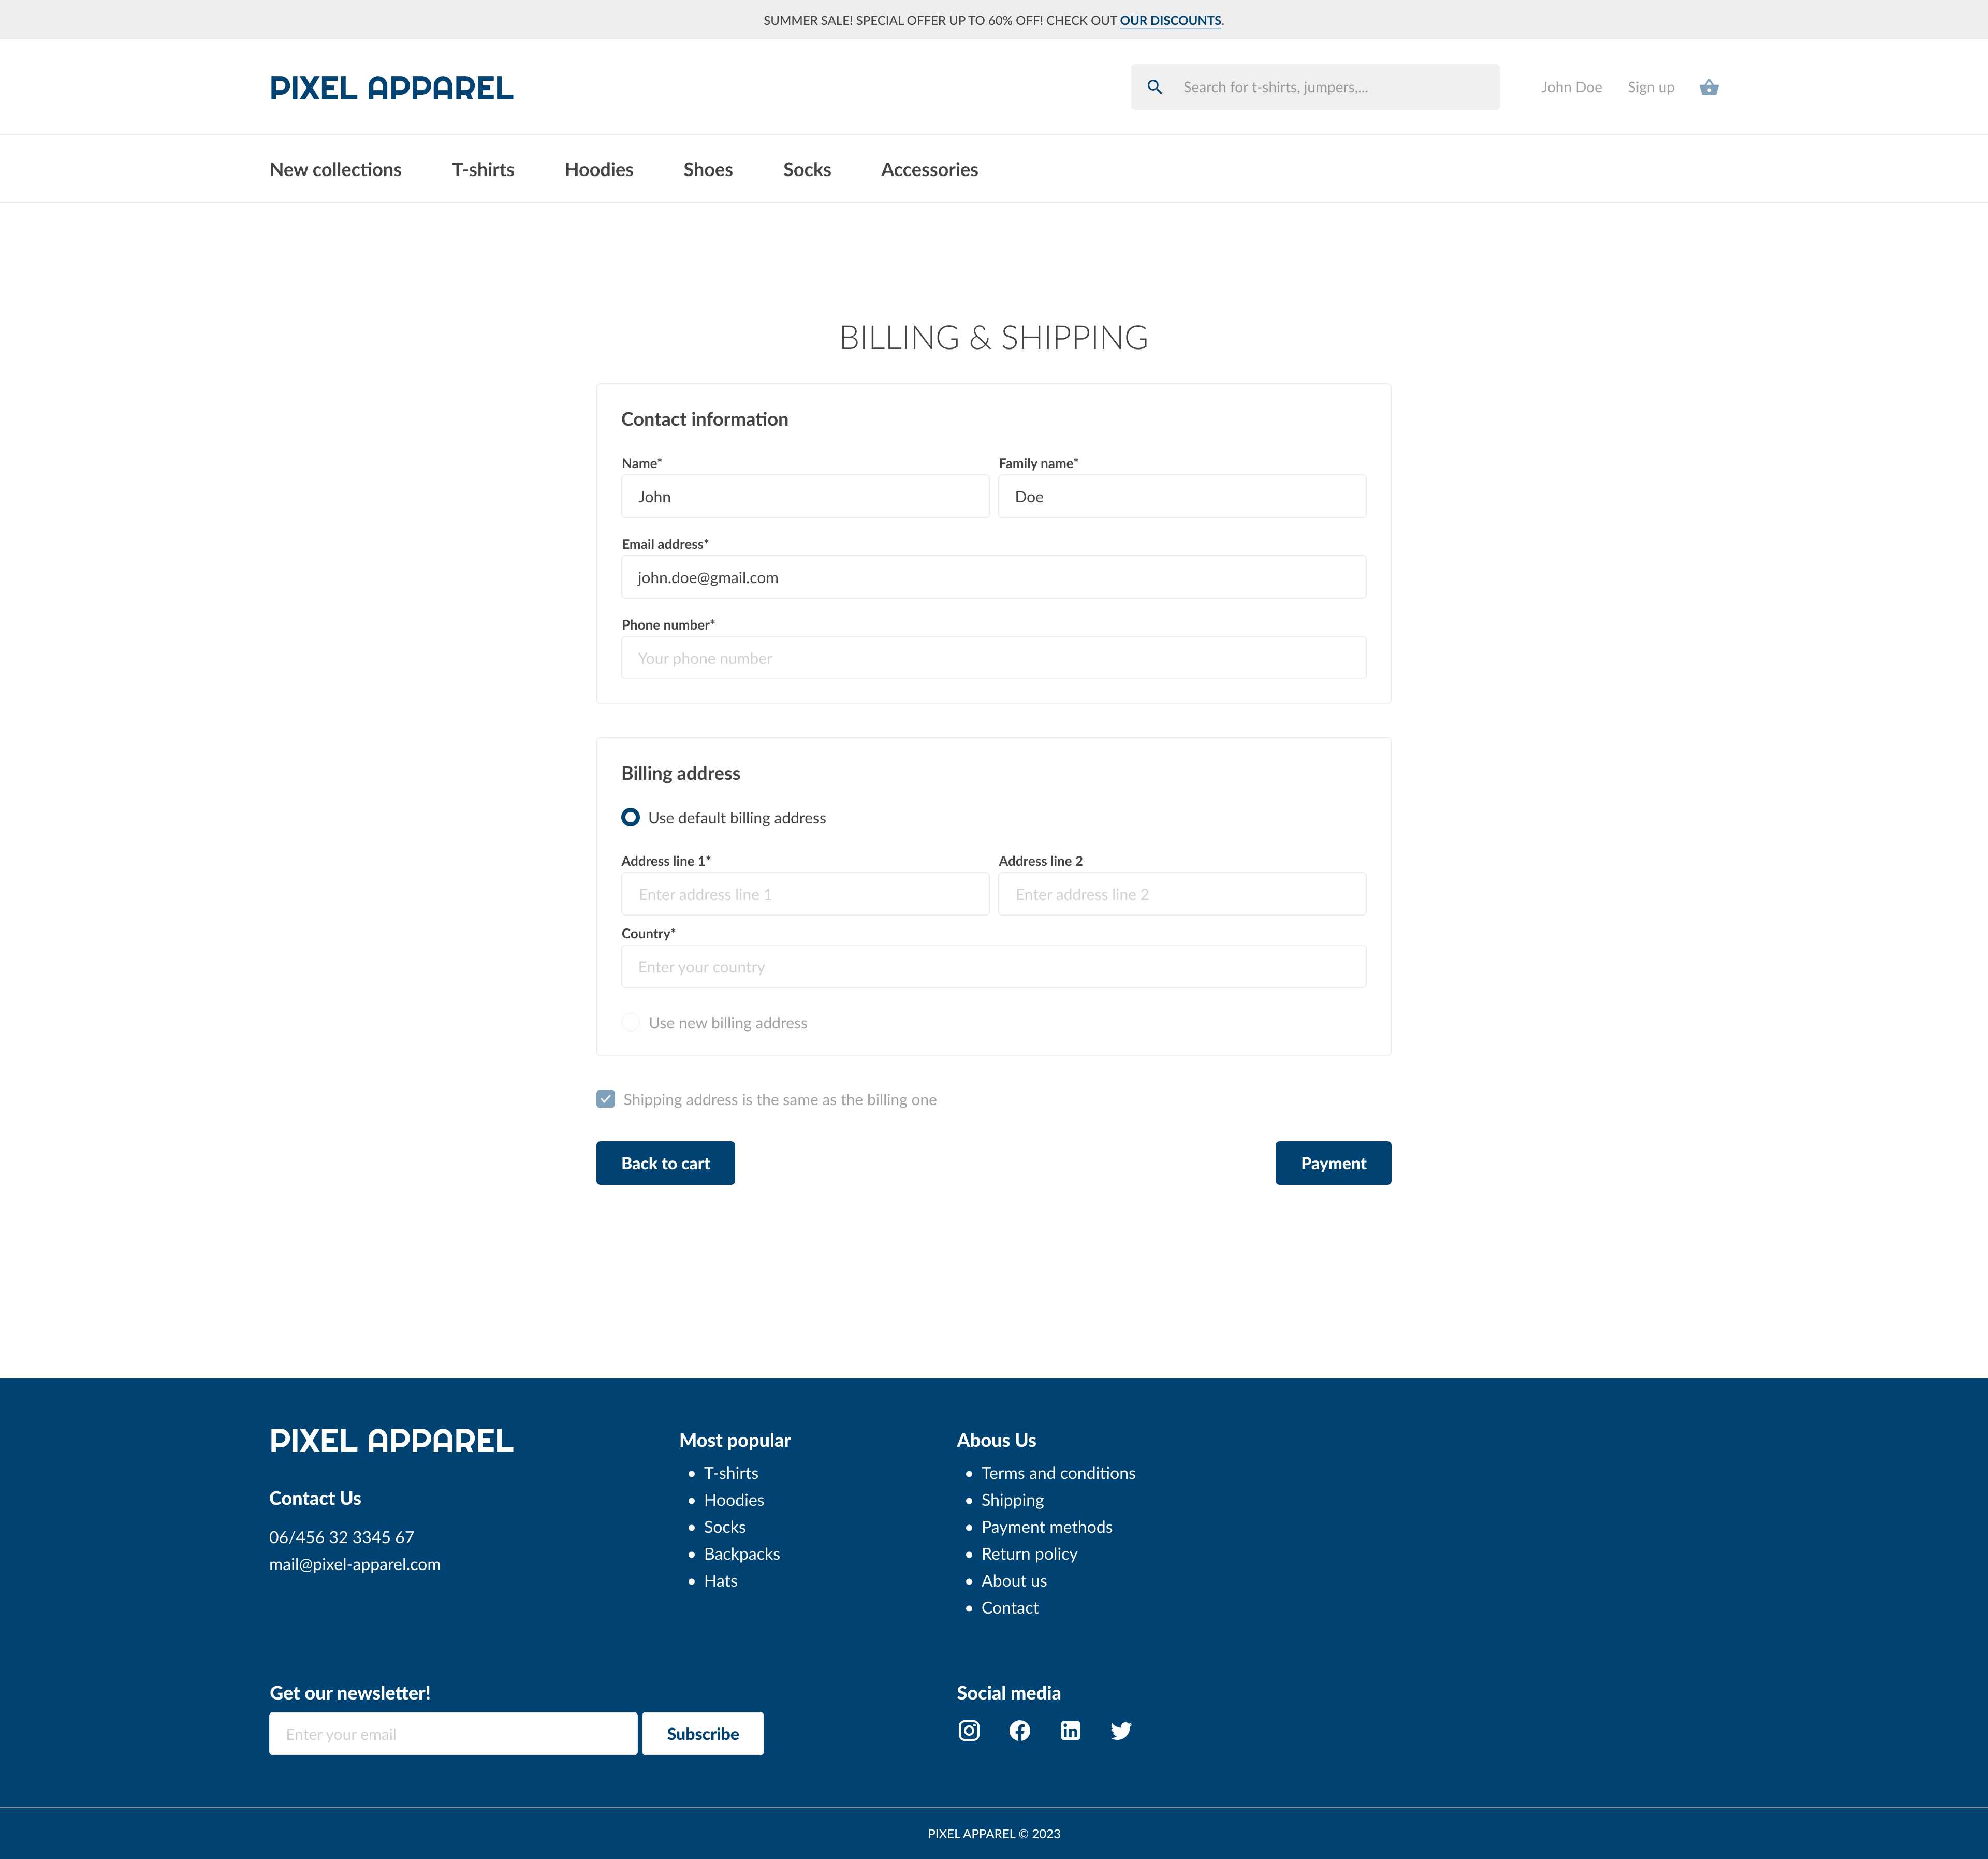 SUMMER SALE! SPECIAL OFFER UP TO 60% OFF! CHECK OUT OUR DISCOUNTS.
PIXEL APPAREL
Search for t-shirts, jumpers,...
John Doe
Sign up
New collections
T-shirts
Hoodies
Shoes
Socks
Accessories
BILLING & SHIPPING
Contact information
Name*
Family name*
John
Doe
Email address*
john.doe@gmail.com
Phone number*
Your phone number
Billing address
Use default billing address
Address line 1*
Address line 2
Enter address line 1
Enter address line 2
Country*
Enter your country
Use new billing address
Shipping address is the same as the billing one
Back to cart
Payment
PIXEL APPAREL
Contact Us
06/456 32 3345 67
mail@pixel-apparel.com
Most popular
T-shirts
Hoodies
Socks
Backpacks
Hats
Abous Us
Terms and conditions
Shipping
Payment methods
Return policy
About us
Contact
Get our newsletter!
Enter your email
Subscribe
Social media
PIXEL APPAREL © 2023